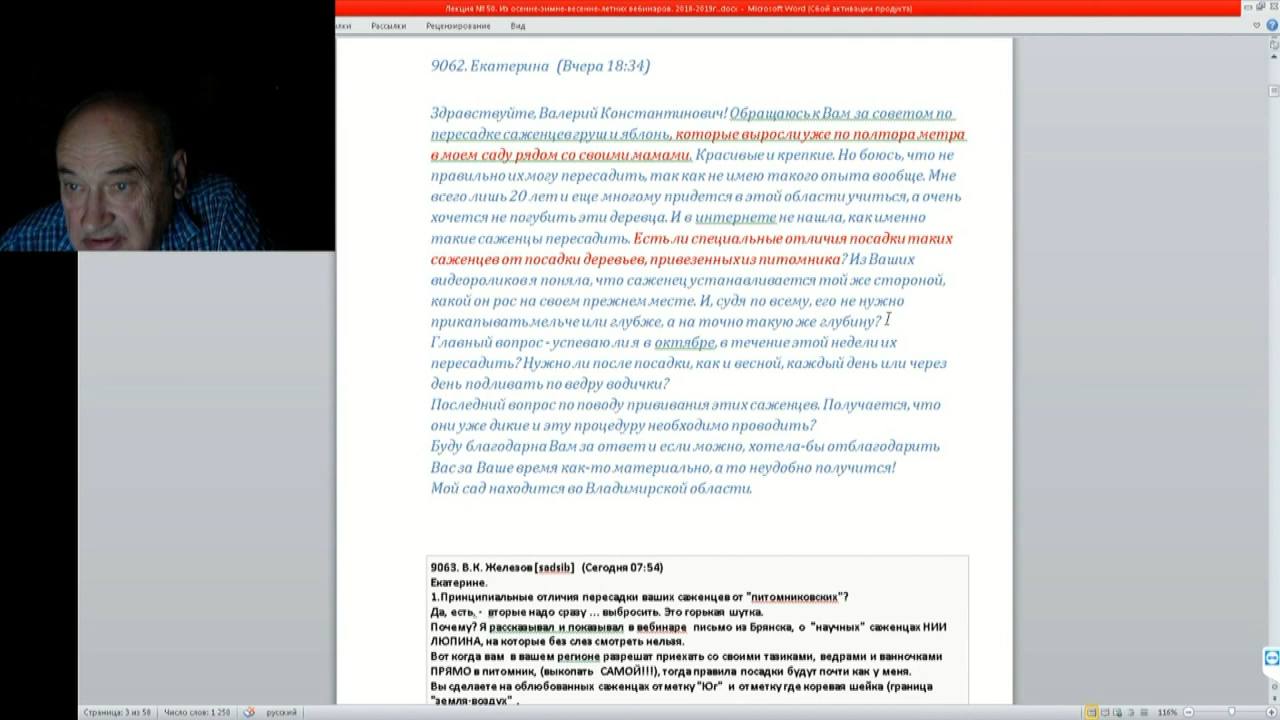 Лекция № 50. Из осенне-зимне-весенне-летних вебинаров. 2018-2019г..docx - Microsoft Word (Сбой активации продукта)
лки Рассылки Рецензирование Вид
9062. Екатерина (Вчера 18:34)
Здравствуйте, Валерий Константинович! Обращаюсь к Вам за советом по
пересадке саженцев груш и яблонь, которые выросли уже по полтора метра
в моем саду рядом со своими мамами. Красивые и крепкие. Но боюсь, что не
правильно их могу пересадить, так как не имею такого опыта вообще. Мне
всего лишь 20 лет и еще многому придется в этой области учиться, а очень
хочется не погубить эти деревца. И в интернете не нашла, как именно
такие саженцы пересадить. Есть ли специальные отличия посадки таких
саженцев от посадки деревьев, привезенных из питомника? Из Ваших
видеороликов я поняла, что саженец устанавливается той же стороной,
какой он рос на своем прежнем месте. И, судя по всему, его не нужно
прикапывать мельче или глубже, а на точно такую же глубину?
Главный вопрос - успеваю ли я в октябре, в течение этой недели их
пересадить? Нужно ли после посадки, как и весной, каждый день или через
день подливать по ведру водички?
Последний вопрос по поводу прививания этих саженцев. Получается, что
они уже дикие и эту процедуру необходимо проводить?
Буду благодарна Вам за ответ и если можно, хотела-бы отблагодарить
Вас за Ваше время как-то материально, а то неудобно получится!
Мой сад находится во Владимирской области.
9063. В.К. Железов [sadsib] (Сегодня 07:54)
Екатерине.
1.Принципиальные отличия пересадки ваших саженцев от "питомниковских"?
Да, есть, - вторые надо сразу ... выбросить. Это горькая шутка.
Почему? Я рассказывал и показывал в вебинаре письмо из Брянска, о "научных" саженцах НИИ
ЛЮПИНА, на которые без слез смотреть нельзя.
Вот когда вам в вашем регионе разрешат приехать со своими тазиками, ведрами и ванночками
ПРЯМО в питомник, (выкопать САМОЙ!!!), тогда правила посадки будут почти как у меня.
Вы сделаете на облюбованных саженцах отметку "Юг" и отметку где коревая шейка (граница
"земля-воздух" .
Страница: 3 из 58 Число слов: 1 250 русский 116%